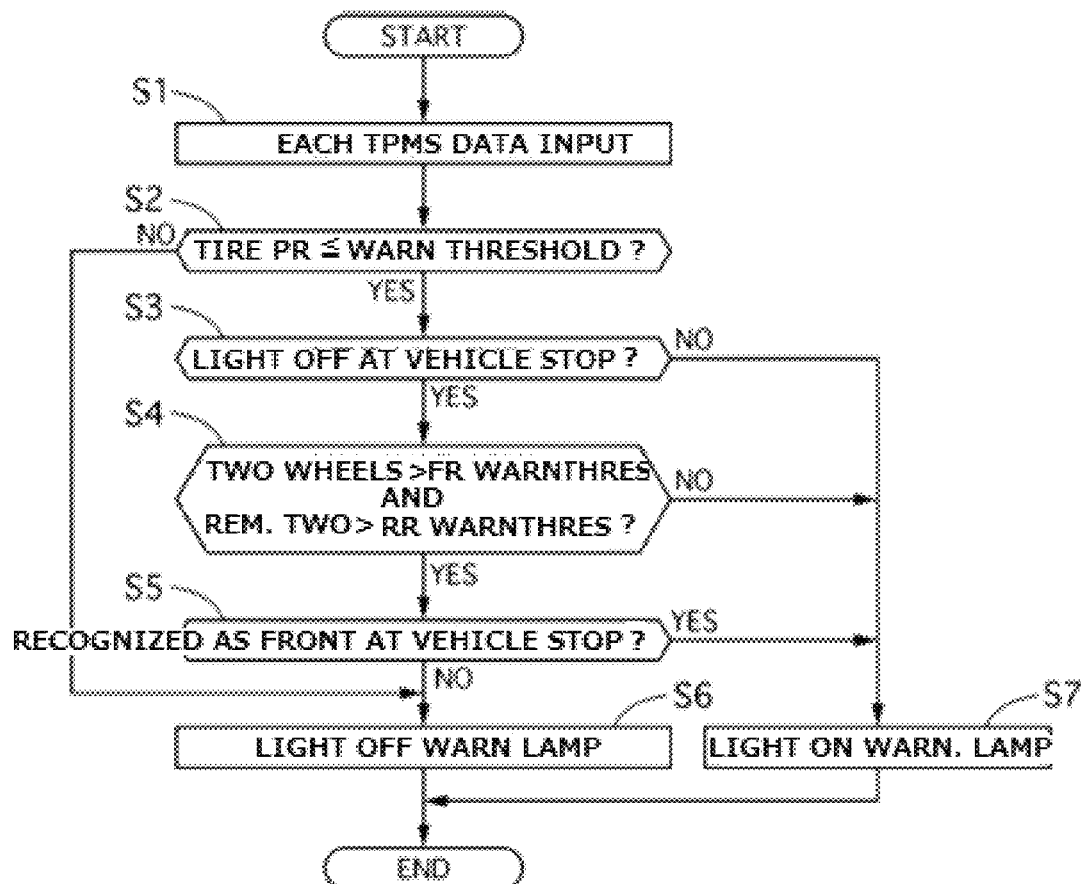 START
S1
EACH TPMS DATA INPUT
S2
NO
TIRE PR ≦ WARN THRESHOLD ?
YES
S3
NO
LIGHT OFF AT VEHICLE STOP ?
YES
S4
TWO WHEELS >FR WARNTHRES
NO
AND
REM. TWO > RR WARNTHRES ?
YES
S5
YES
RECOGNIZED AS FRONT AT VEHICLE STOP ?
NO
S6
S7
LIGHT OFF WARN LAMP
LIGHT ON WARN. LAMP
END